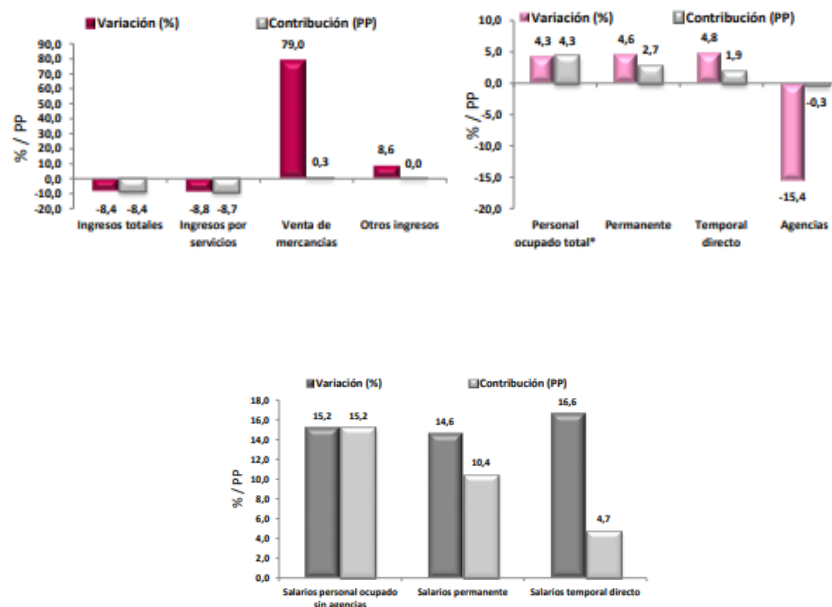 Variación (%) Contribución (PP)
90,0
80,0
70,0
60,0
50,0
40,0
30,0
20,0
10,0
0,0
-10,0
-20,0
% / PP
79,0
0,3
8,6
0,0
-8,4
-8,4
-8,8
-8,7
Ingresos totales
Ingresos por
servicios
Venta de
mercancías
Otros ingresos
Variación (%) Contribución (PP)
10,0
5,0
0,0
-5,0
-10,0
-15,0
-20,0
% / PP
4,3
4,3
4,6
2,7
4,8
1,9
-0,3
-15,4
Personal
ocupado total*
Permanente
Temporal
directo
Agencias
Variación (%) Contribución (PP)
18,0
16,0
14,0
12,0
10,0
8,0
6,0
4,0
2,0
0,0
% / PP
15,2
15,2
14,6
10,4
16,6
4,7
Salarios personal ocupado
sin agencias
Salarios permanente
Salarios temporal directo